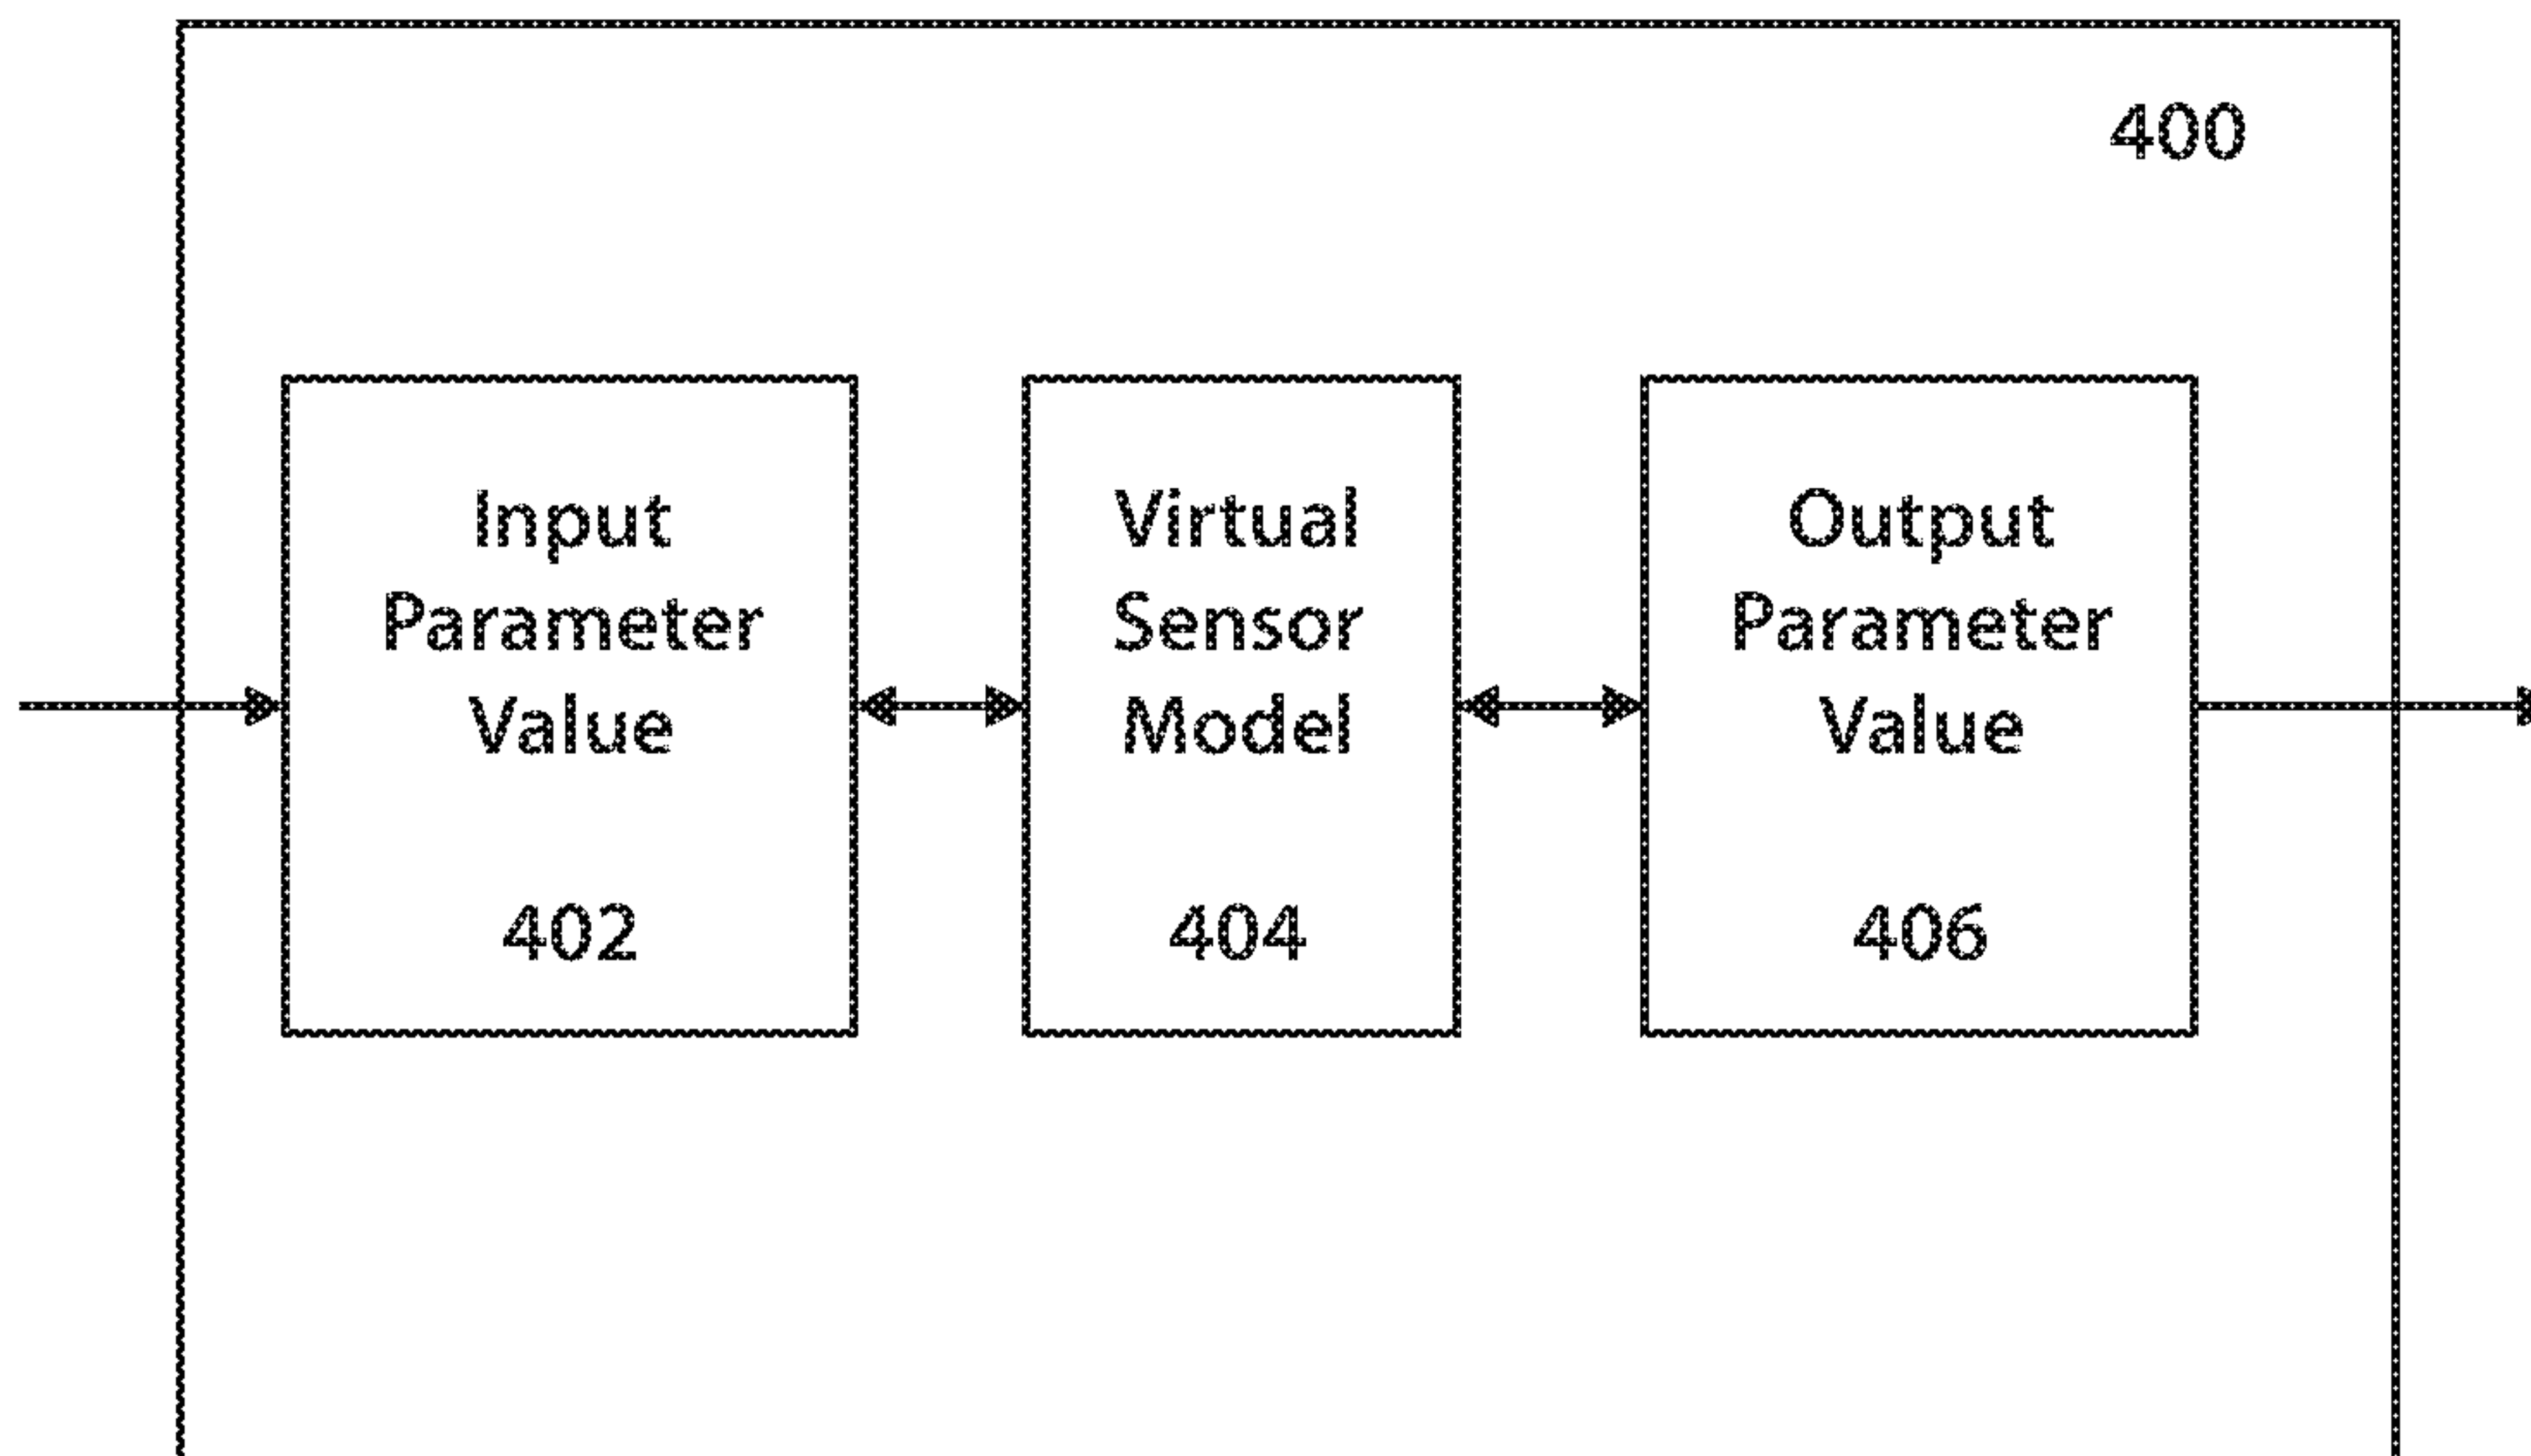 400
Input
Parameter
Value
402
Virtual
Sensor
Model
404
Output
Parameter
Value
406